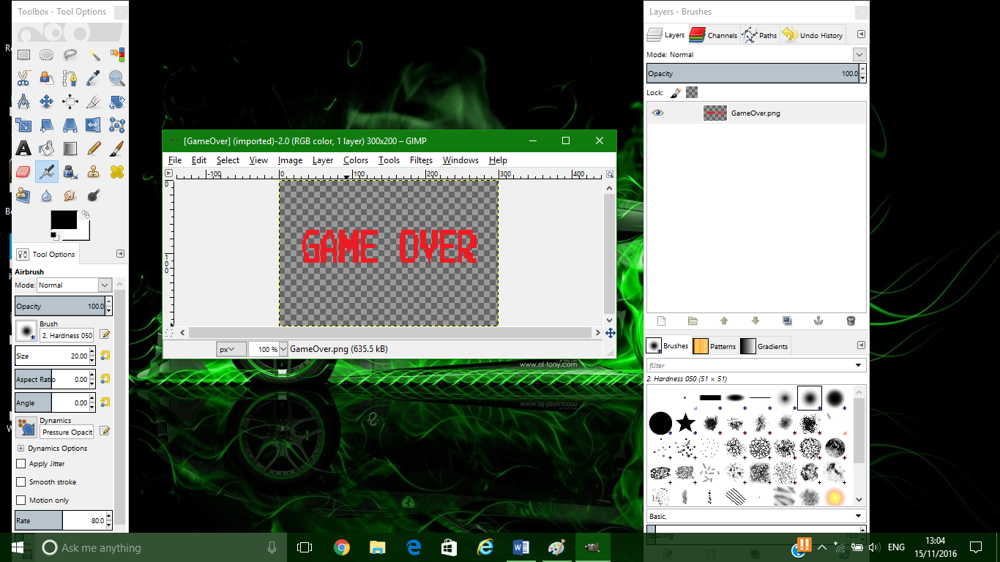 Toolbox - Tool Options
Tool Options
Airbrush
Mode: Normal
Opacity 100.0
Brush
2. Hardness 050
Size 20.00
Aspect Ratio 0.00
Angle 0.00
Dynamics
Pressure Opacit
Dynamics Options
Apply Jitter
Smooth stroke
Motion only
Rate 80.0
[GameOver] (imported)-2.0 (RGB color, 1 layer) 300x200 – GIMP
File Edit Select View Image Layer Colors Tools Filters Windows Help
-100 0 100 200 300 400
0
100
GAME OVER
px 100 % GameOver.png (635.5 kB)
www.el-tony.com
Layers - Brushes
Layers Channels Paths Undo History
Mode: Normal
Opacity 100.0
Lock:
GameOver.png
Brushes Patterns Gradients
filter
2. Hardness 050 (51 × 51)
Basic,
Spacing 10.0
Ask me anything
ENG
13:04
15/11/2016